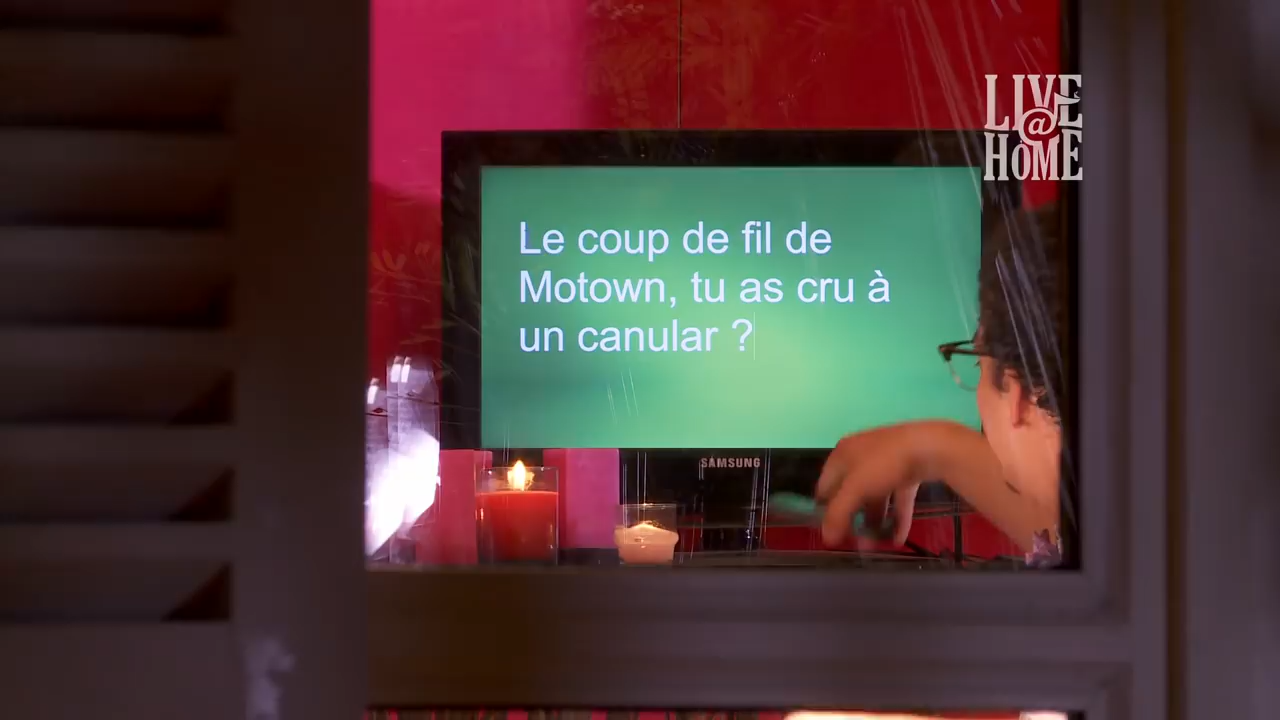 LIVE
@
HOME
Le coup de fil de
Motown, tu as cru à
un canular ?
SAMSUNG